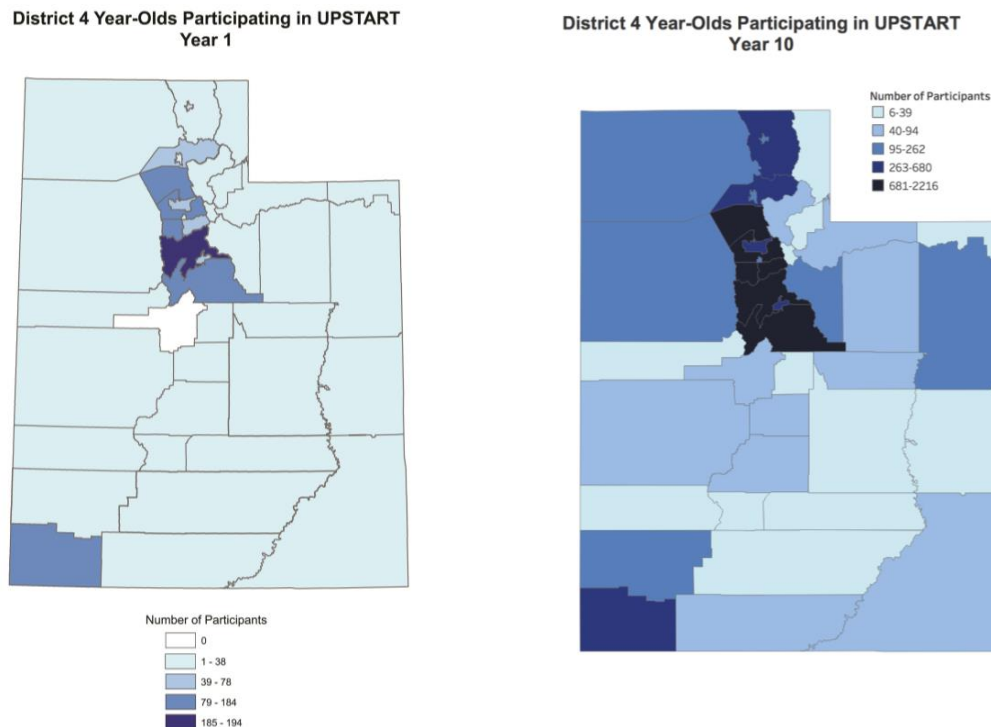 District 4 Year-Olds Participating in UPSTART
Year 1
Number of Participants
0
1 - 38
39 - 78
79 - 184
185 - 194
District 4 Year-Olds Participating in UPSTART
Year 10
Number of Participants
6-39
40-94
95-262
263-680
681-2216